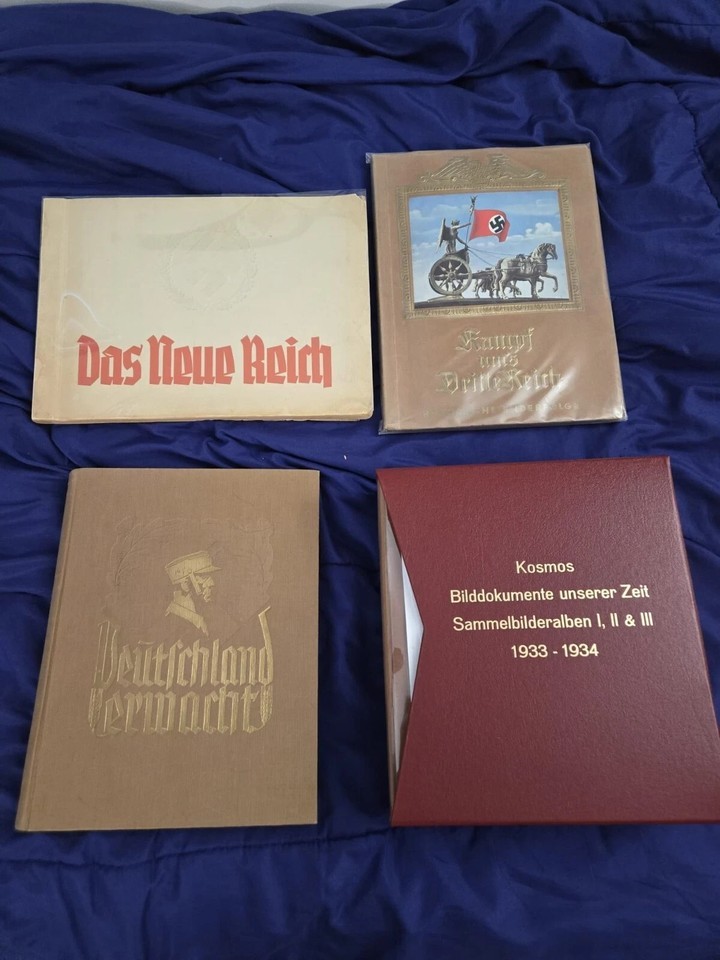 Das Neue Reich
Kampf
ums
Dritte Reich
Deutschland
erwacht
Kosmos
Bilddokumente unserer Zeit
Sammelbilderalben I, II & III
1933 - 1934